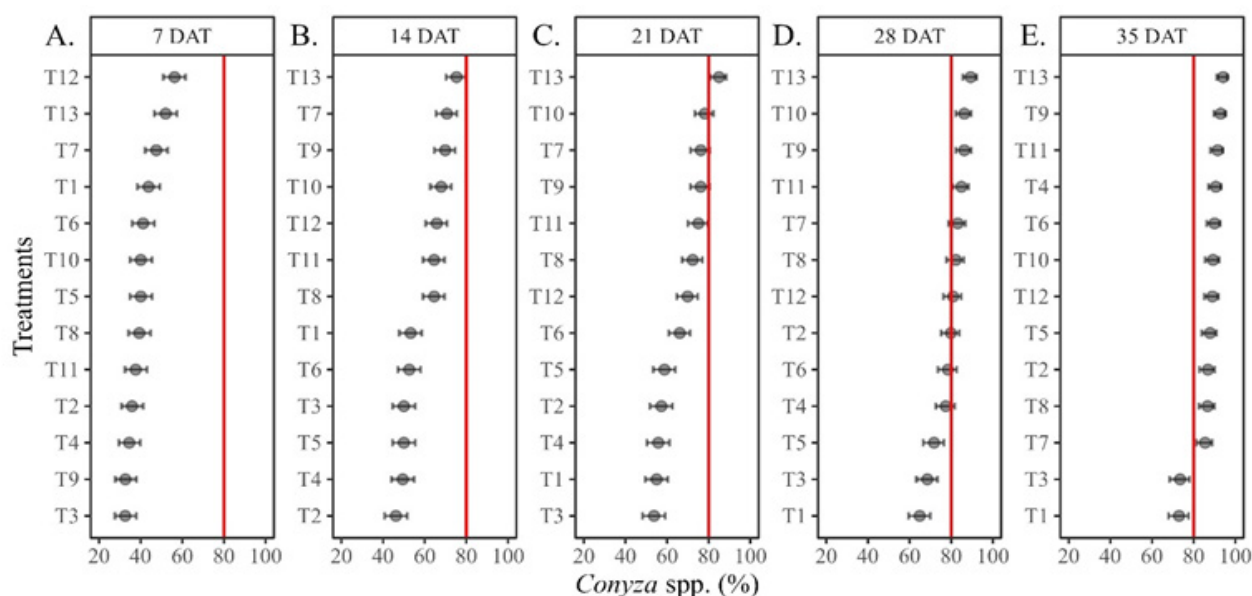 A. 7 DAT
B. 14 DAT
C. 21 DAT
D. 28 DAT
E. 35 DAT
Treatments
T12
T13
T7
T1
T6
T10
T5
T8
T11
T2
T4
T9
T3
20 40 60 80 100
T13
T7
T9
T10
T12
T11
T8
T1
T6
T3
T5
T4
T2
20 40 60 80 100
T13
T10
T7
T9
T11
T8
T12
T6
T5
T2
T4
T1
T3
20 40 60 80 100
T13
T10
T9
T11
T7
T8
T12
T2
T6
T4
T5
T3
T1
20 40 60 80 100
T13
T9
T11
T4
T6
T10
T12
T5
T2
T8
T7
T3
T1
20 40 60 80 100
Conyza spp. (%)